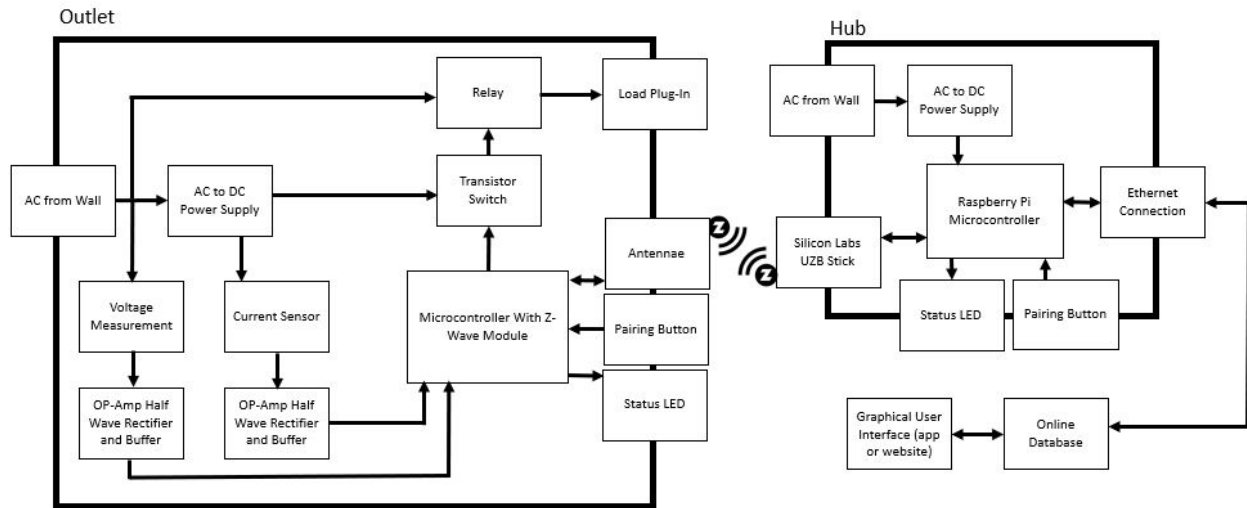 Outlet
Relay
Load Plug-In
AC from Wall
AC to DC
Power Supply
Transistor
Switch
Voltage
Measurement
Current Sensor
Microcontroller With Z-
Wave Module
Antennae
Pairing Button
Status LED
OP-Amp Half
Wave Rectifier
and Buffer
OP-Amp Half
Wave Rectifier
and Buffer
Z
Z
Hub
AC from Wall
AC to DC
Power Supply
Raspberry Pi
Microcontroller
Ethernet
Connection
Silicon Labs
UZB Stick
Status LED
Pairing Button
Graphical User
Interface (app
or website)
Online
Database